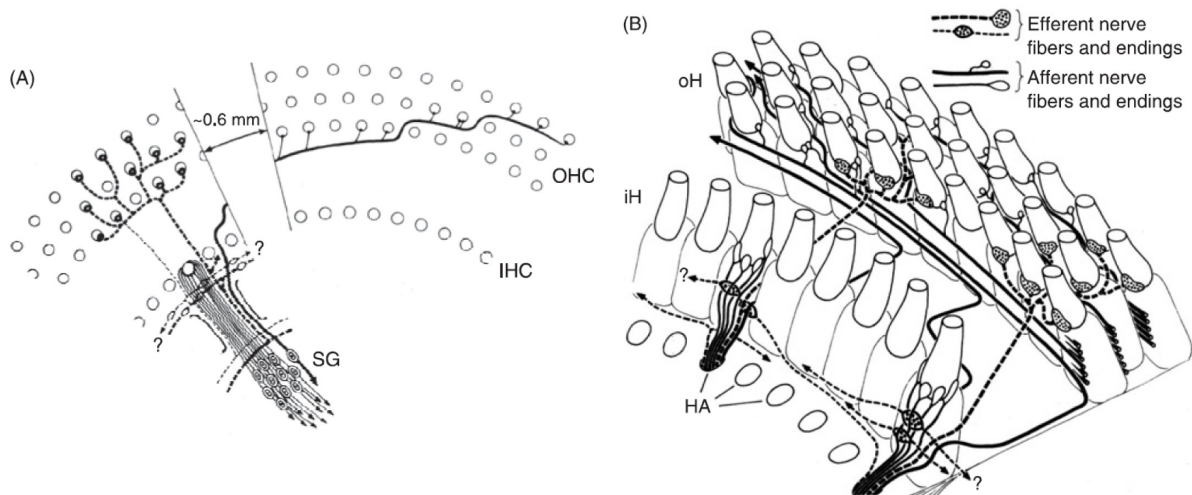 (A)
~0.6 mm
OHC
IHC
?
?
SG
(B)
Efferent nerve
fibers and endings
Afferent nerve
fibers and endings
oH
iH
?
HA
?